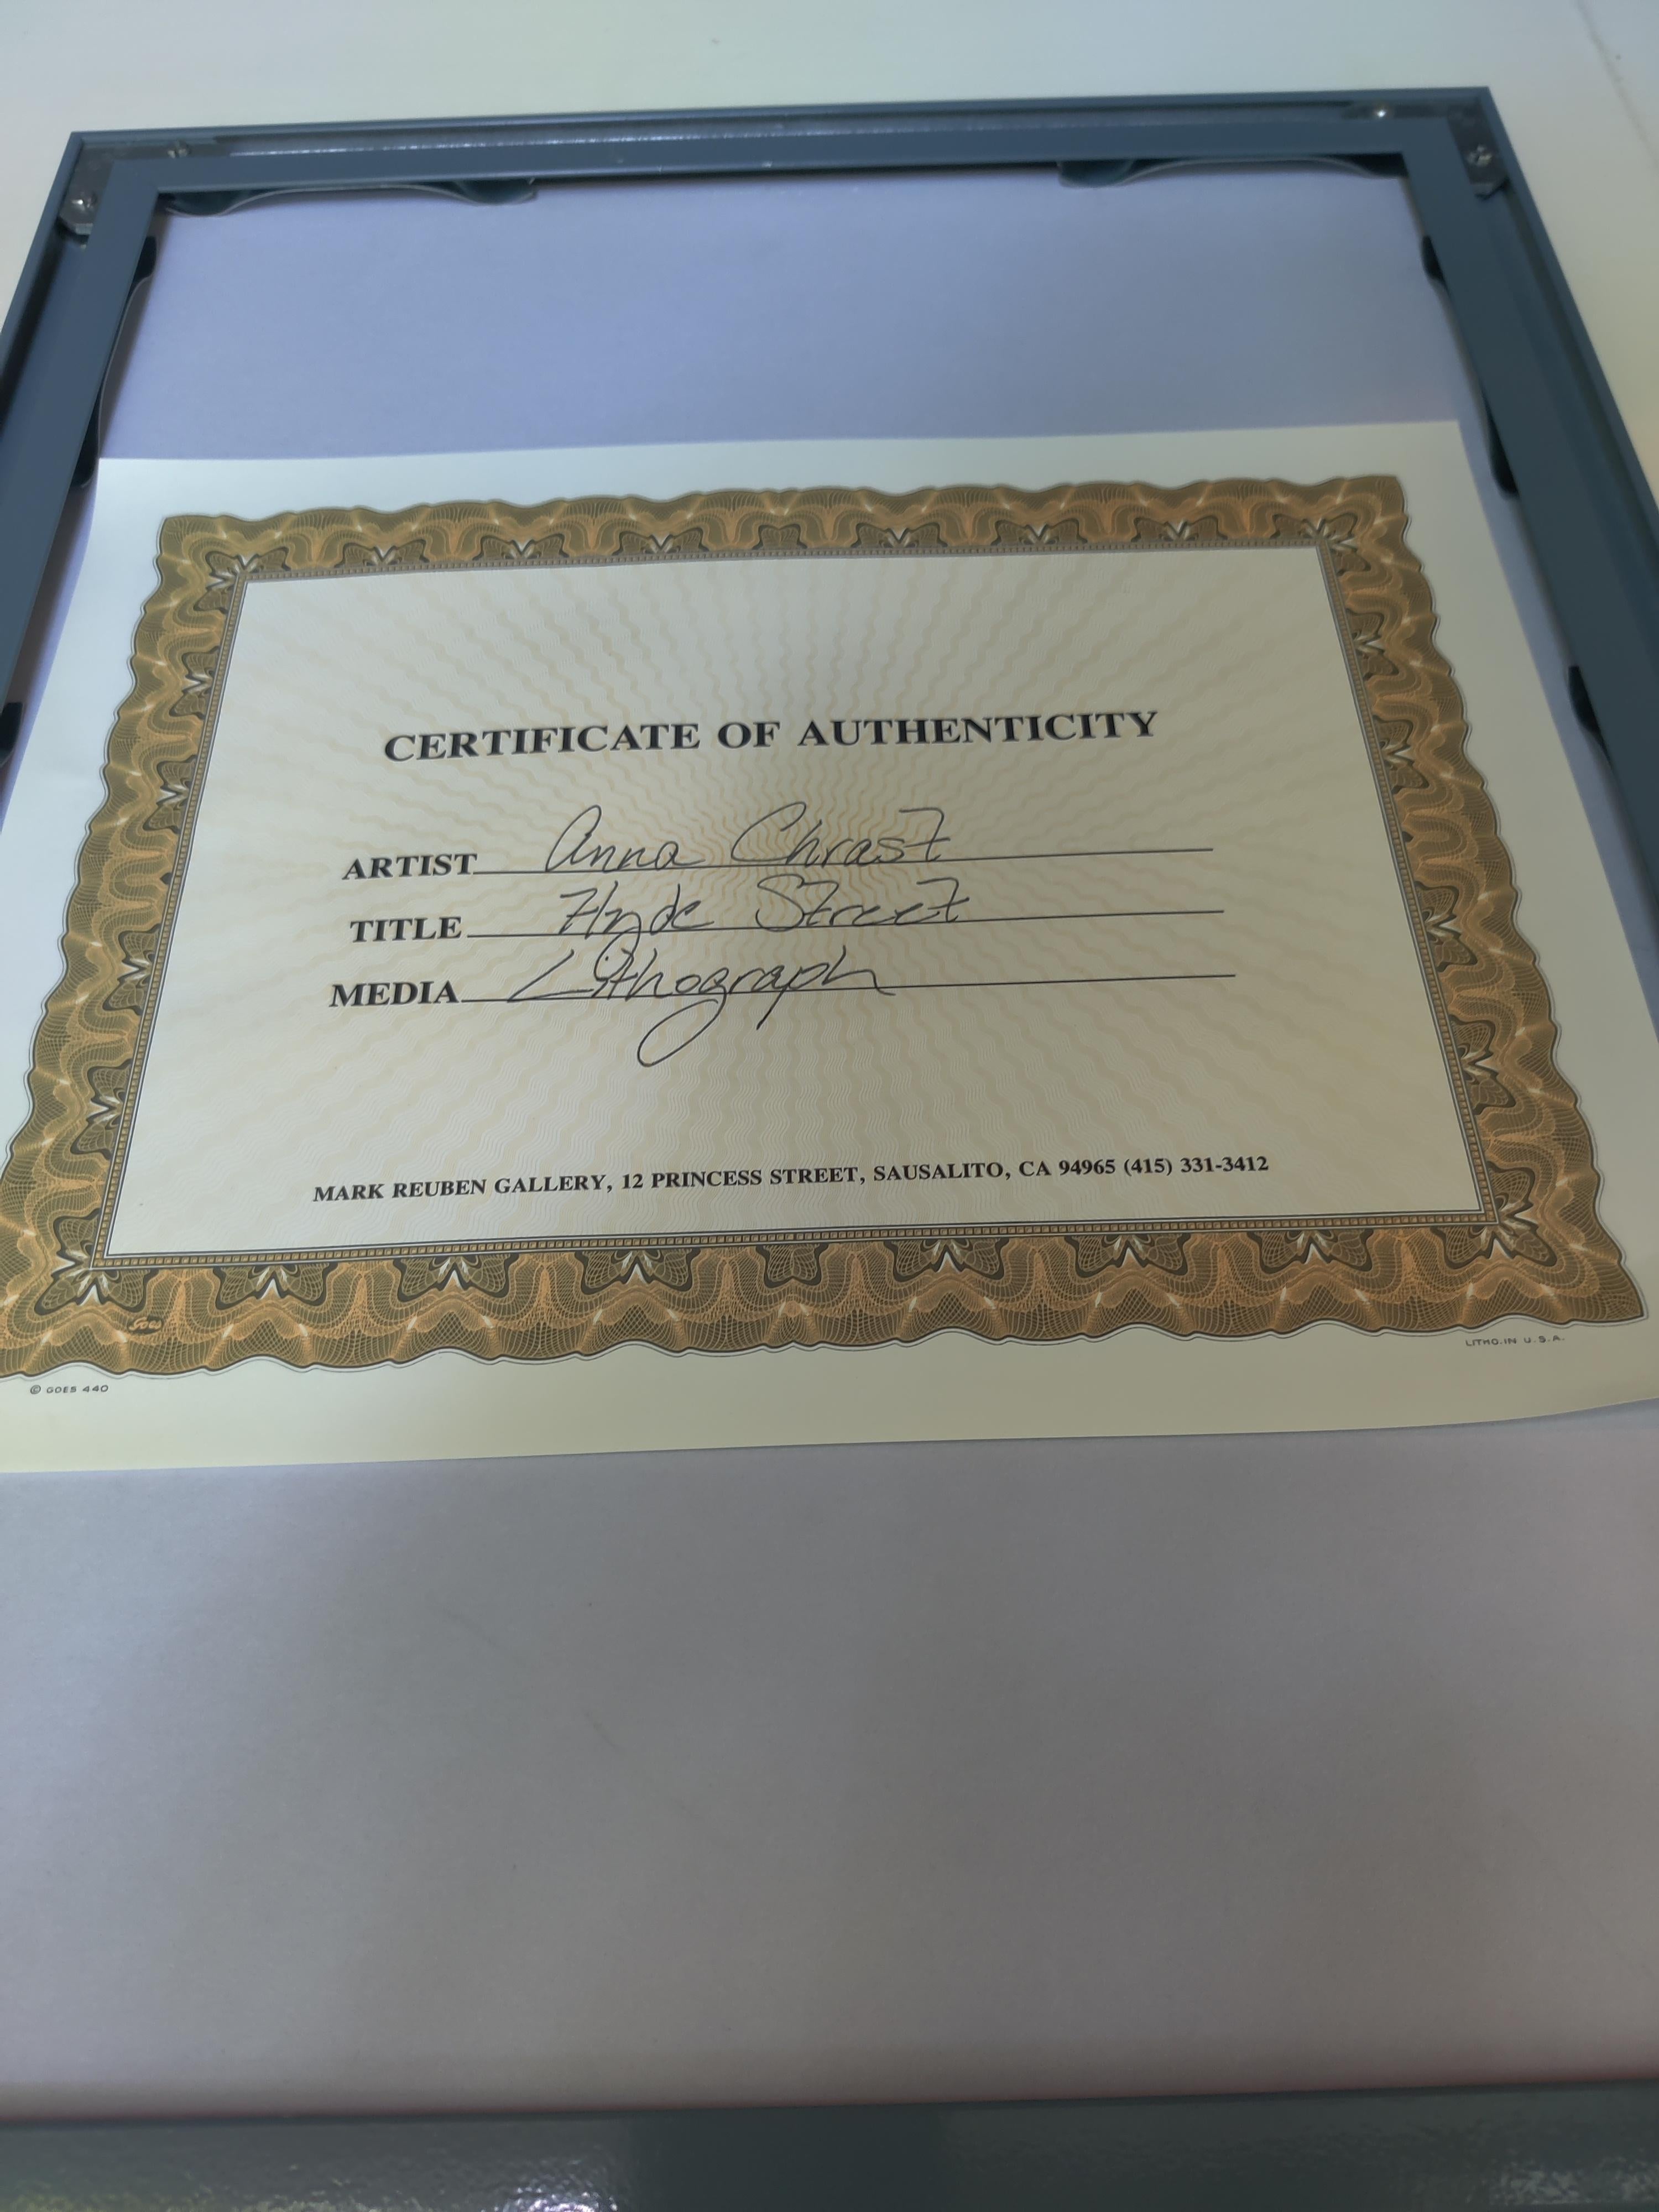 CERTIFICATE OF AUTHENTICITY
ARTIST Anna Chrast
TITLE Hyde Street
MEDIA Lithograph
MARK REUBEN GALLERY, 12 PRINCESS STREET, SAUSALITO, CA 94965 (415) 331-3412
Goes
LITHO. IN U.S.A.
© GOES 440